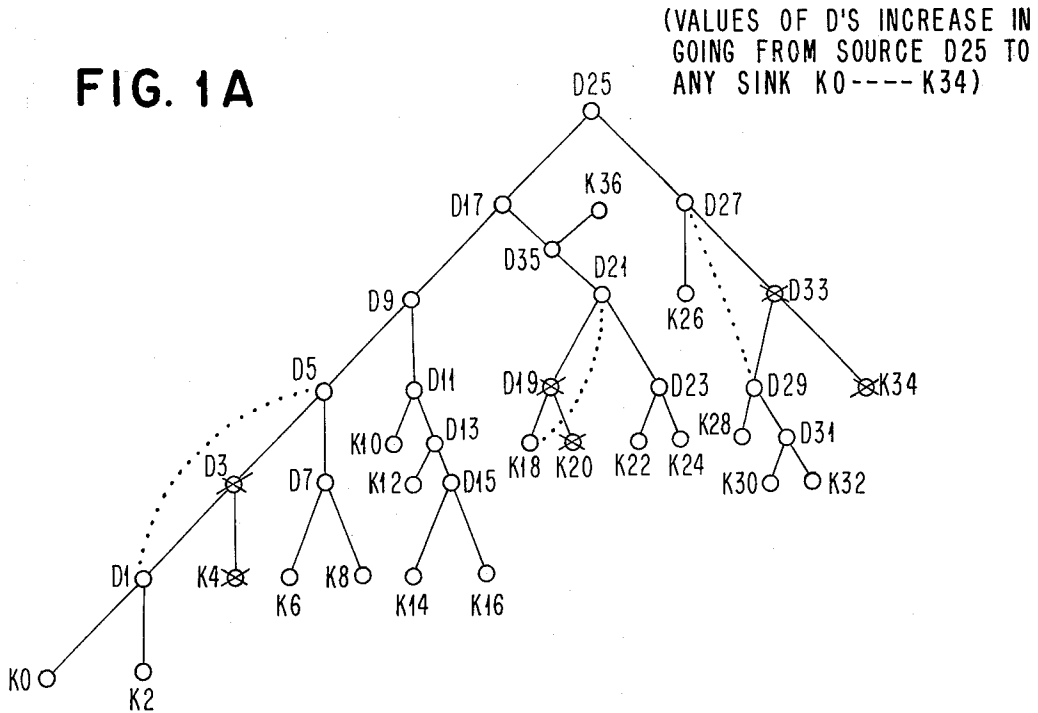 (VALUES OF D'S INCREASE IN
GOING FROM SOURCE D25 TO
ANY SINK K0----K34)
FIG. 1A
D25
K36
D17
D27
D35
D21
D9
K26
D33
D5
D11
D19
D23
D29
K34
K10
D13
K18
K20
K22
K24
K28
D31
D3
D7
K12
D15
K30
K32
D1
K4
K6
K8
K14
K16
K0
K2